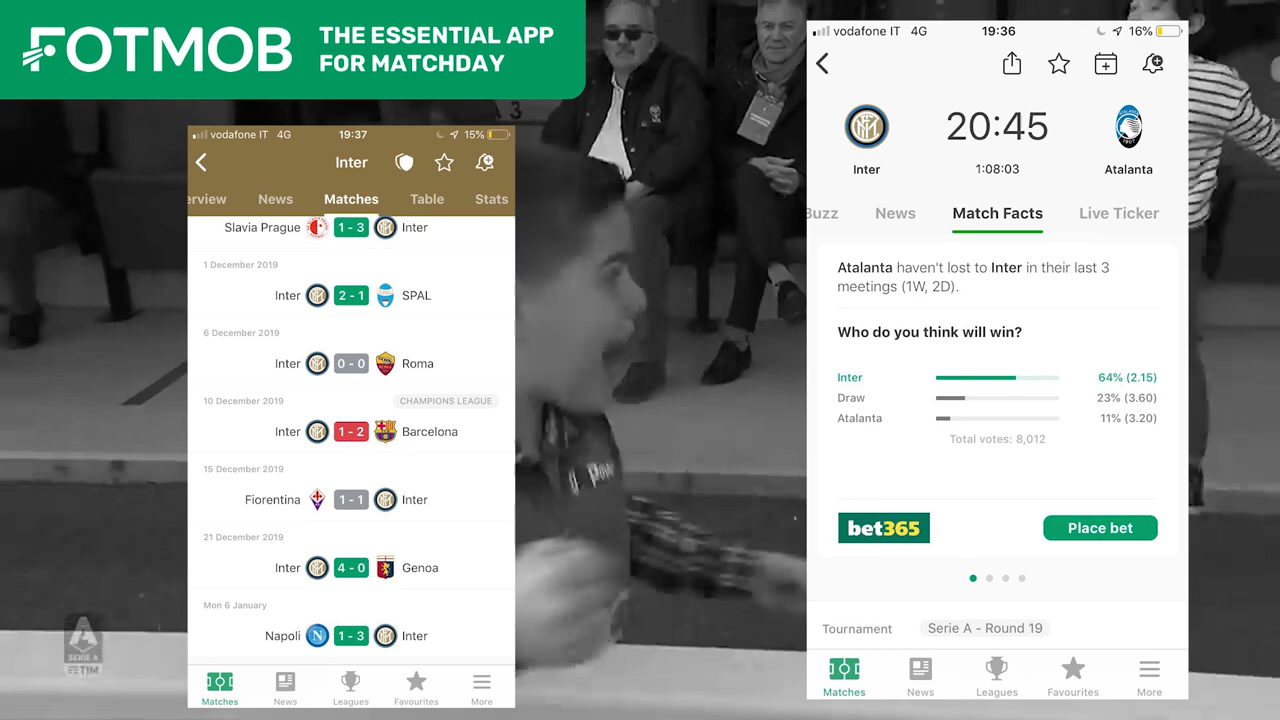 FOTMOB
THE ESSENTIAL APP
FOR MATCHDAY
vodafone IT 4G 19:37 15%
Inter
erview News Matches Table Stats
Slavia Prague 1 - 3 Inter
1 December 2019
Inter 2 - 1 SPAL
6 December 2019
Inter 0 - 0 Roma
10 December 2019 CHAMPIONS LEAGUE
Inter 1 - 2 Barcelona
15 December 2019
Fiorentina 1 - 1 Inter
21 December 2019
Inter 4 - 0 Genoa
Mon 6 January
Napoli 1 - 3 Inter
Matches News Leagues Favourites More
vodafone IT 4G 19:36 16%
20:45
Inter 1:08:03 Atalanta
Buzz News Match Facts Live Ticker
Atalanta haven't lost to Inter in their last 3
meetings (1W, 2D).
Who do you think will win?
Inter 64% (2.15)
Draw 23% (3.60)
Atalanta 11% (3.20)
Total votes: 8,012
bet365 Place bet
Tournament Serie A - Round 19
Matches News Leagues Favourites More
SERIE A
TIM